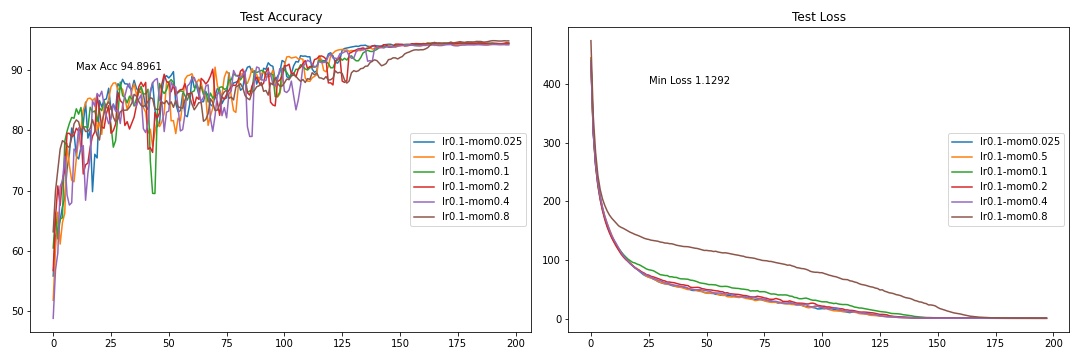 Test Accuracy
Max Acc 94.8961
90
80
70
60
50
lr0.1-mom0.025
lr0.1-mom0.5
lr0.1-mom0.1
lr0.1-mom0.2
lr0.1-mom0.4
lr0.1-mom0.8
0 25 50 75 100 125 150 175 200
Test Loss
Min Loss 1.1292
400
300
200
100
0
lr0.1-mom0.025
lr0.1-mom0.5
lr0.1-mom0.1
lr0.1-mom0.2
lr0.1-mom0.4
lr0.1-mom0.8
0 25 50 75 100 125 150 175 200